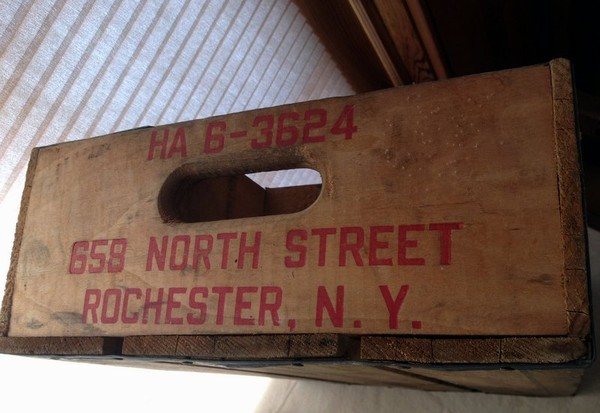 HA 6-3624
658 NORTH STREET
ROCHESTER, N. Y.